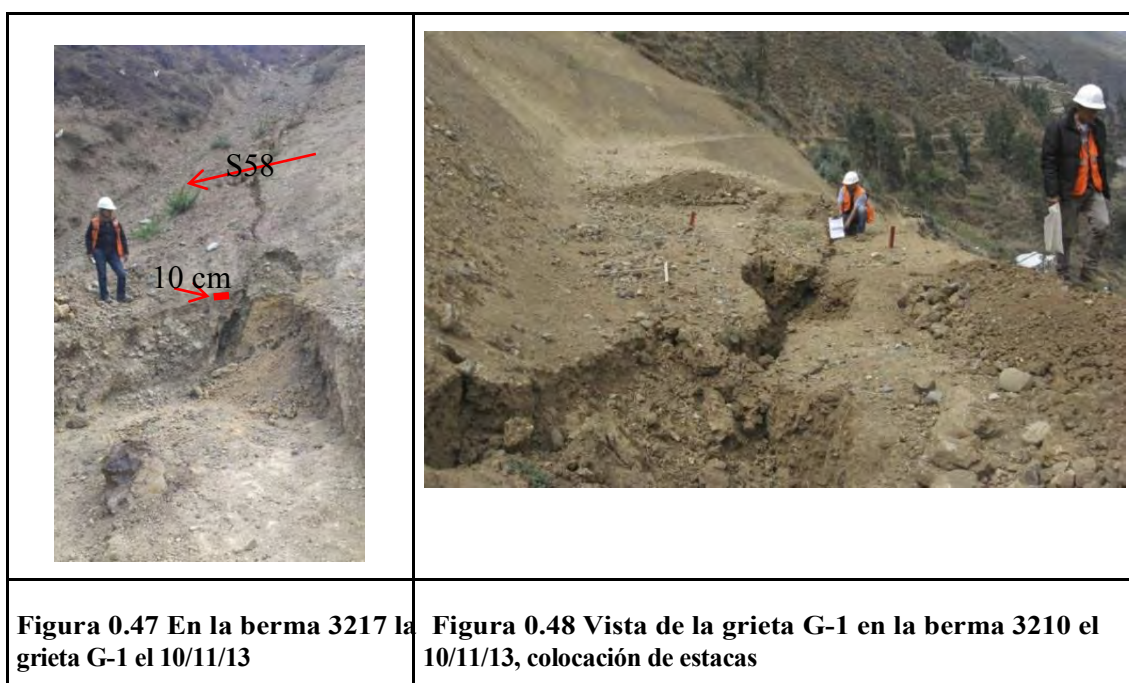 S58
10 cm
Figura 0.47 En la berma 3217 la
grieta G-1 el 10/11/13
Figura 0.48 Vista de la grieta G-1 en la berma 3210 el
10/11/13, colocación de estacas